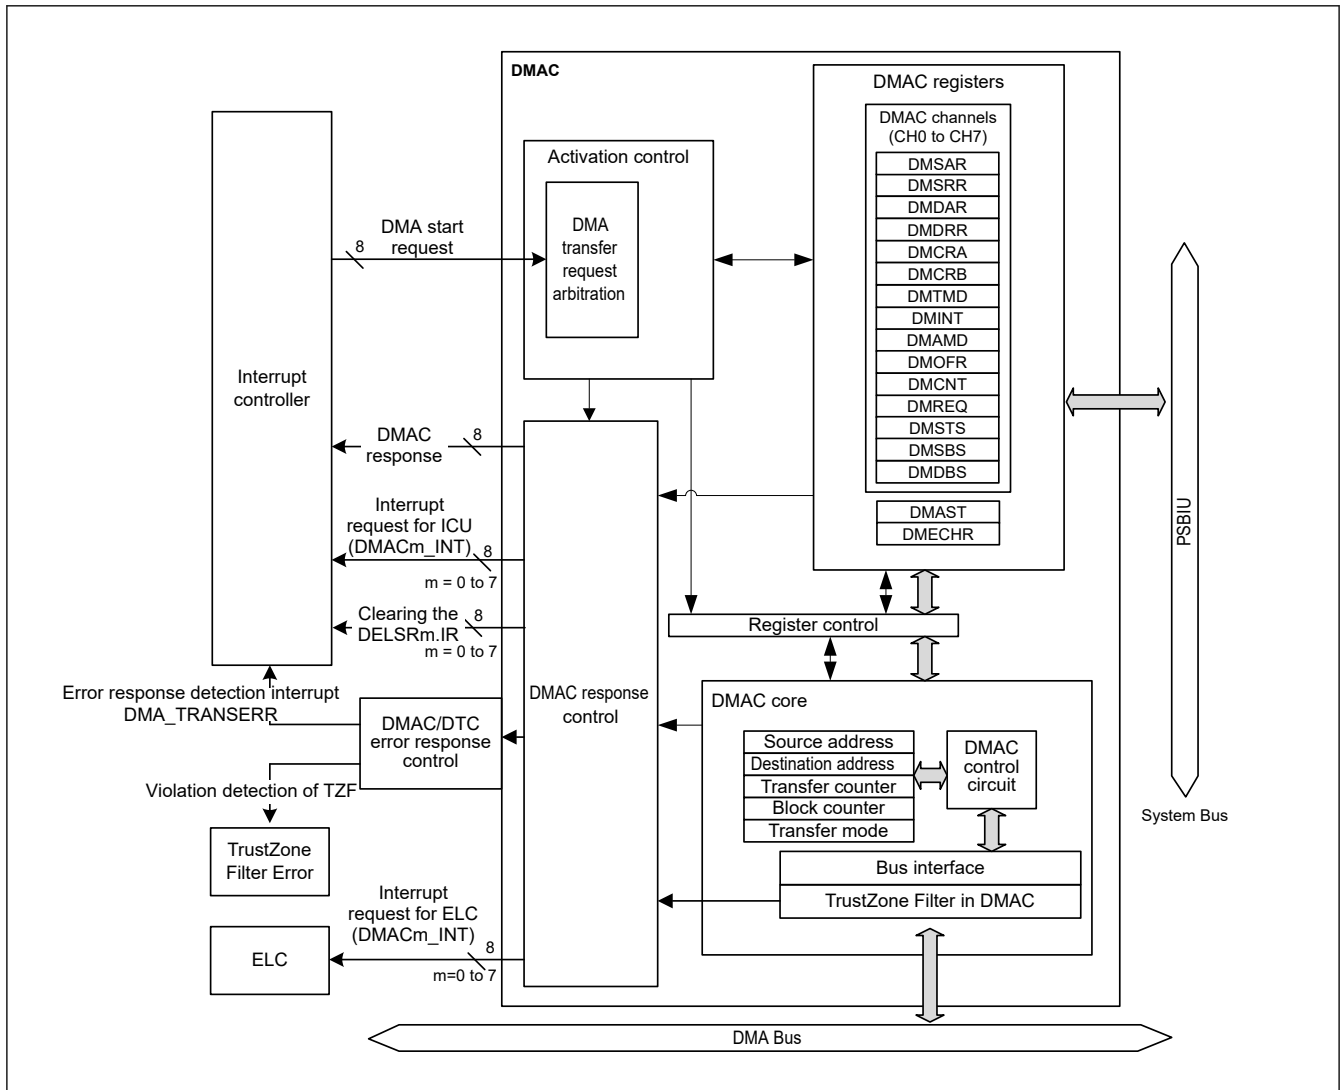 DMAC
DMAC registers
DMAC channels
(CH0 to CH7)
DMSAR
DMSRR
DMDAR
DMDRR
DMCRA
DMCRB
DMTMD
DMINT
DMAMD
DMOFR
DMCNT
DMREQ
DMSTS
DMSBS
DMDBS
DMAST
DMECHR
Activation control
DMA
transfer
request
arbitration
DMA start
request
8
Interrupt
controller
DMAC
response
8
Interrupt
request for ICU
(DMACm_INT)
8
m = 0 to 7
Clearing the
DELSRm.IR
8
m = 0 to 7
Error response detection interrupt
DMA_TRANSERR
DMAC/DTC
error response
control
Violation detection of TZF
TrustZone
Filter Error
Interrupt
request for ELC
(DMACm_INT)
8
m=0 to 7
ELC
DMAC response
control
Register control
DMAC core
Source address
Destination address
Transfer counter
Block counter
Transfer mode
DMAC
control
circuit
Bus interface
TrustZone Filter in DMAC
PSBIU
System Bus
DMA Bus